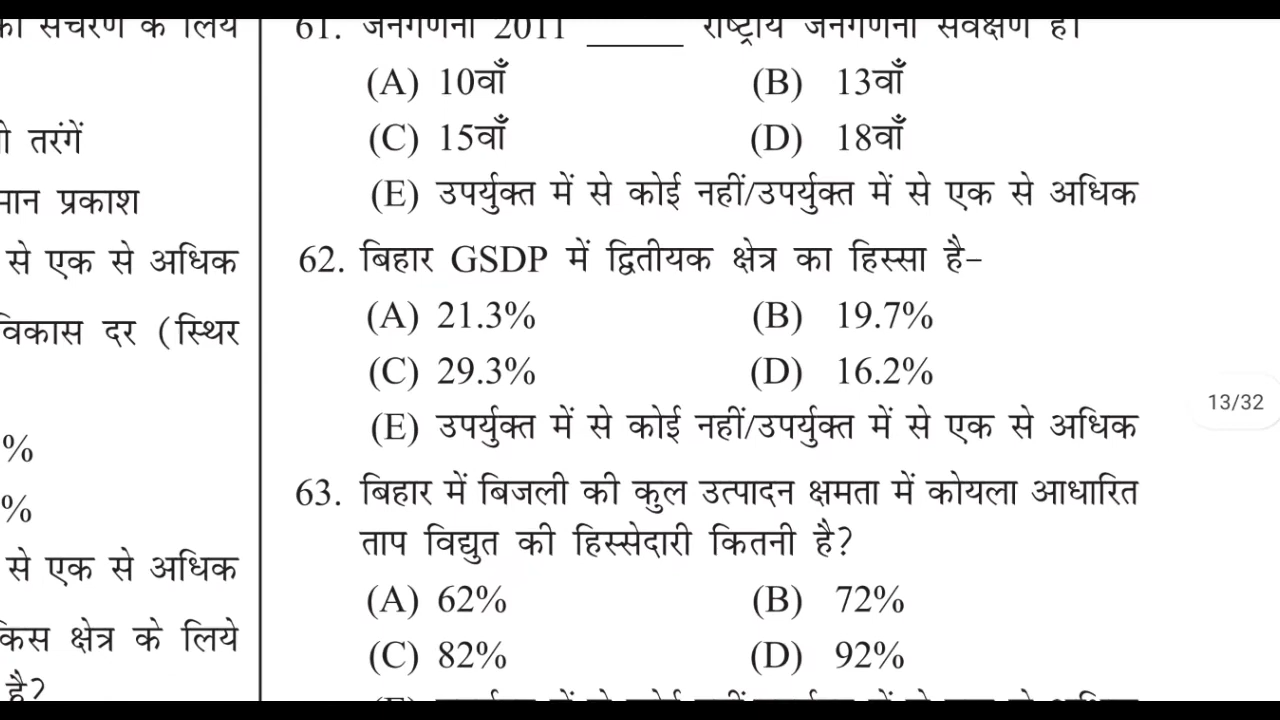 का संचरण के लिये
तरंगें
मान प्रकाश
से एक से अधिक
विकास दर (स्थिर
%
%
से एक से अधिक
किस क्षेत्र के लिये
है?
61. जनगणना 2011 ______ राष्ट्रीय जनगणना सर्वेक्षण है।
(A) 10वाँ (B) 13वाँ
(C) 15वाँ (D) 18वाँ
(E) उपर्युक्त में से कोई नहीं/उपर्युक्त में से एक से अधिक
62. बिहार GSDP में द्वितीयक क्षेत्र का हिस्सा है–
(A) 21.3% (B) 19.7%
(C) 29.3% (D) 16.2%
(E) उपर्युक्त में से कोई नहीं/उपर्युक्त में से एक से अधिक
63. बिहार में बिजली की कुल उत्पादन क्षमता में कोयला आधारित
ताप विद्युत की हिस्सेदारी कितनी है?
(A) 62% (B) 72%
(C) 82% (D) 92%
13/32